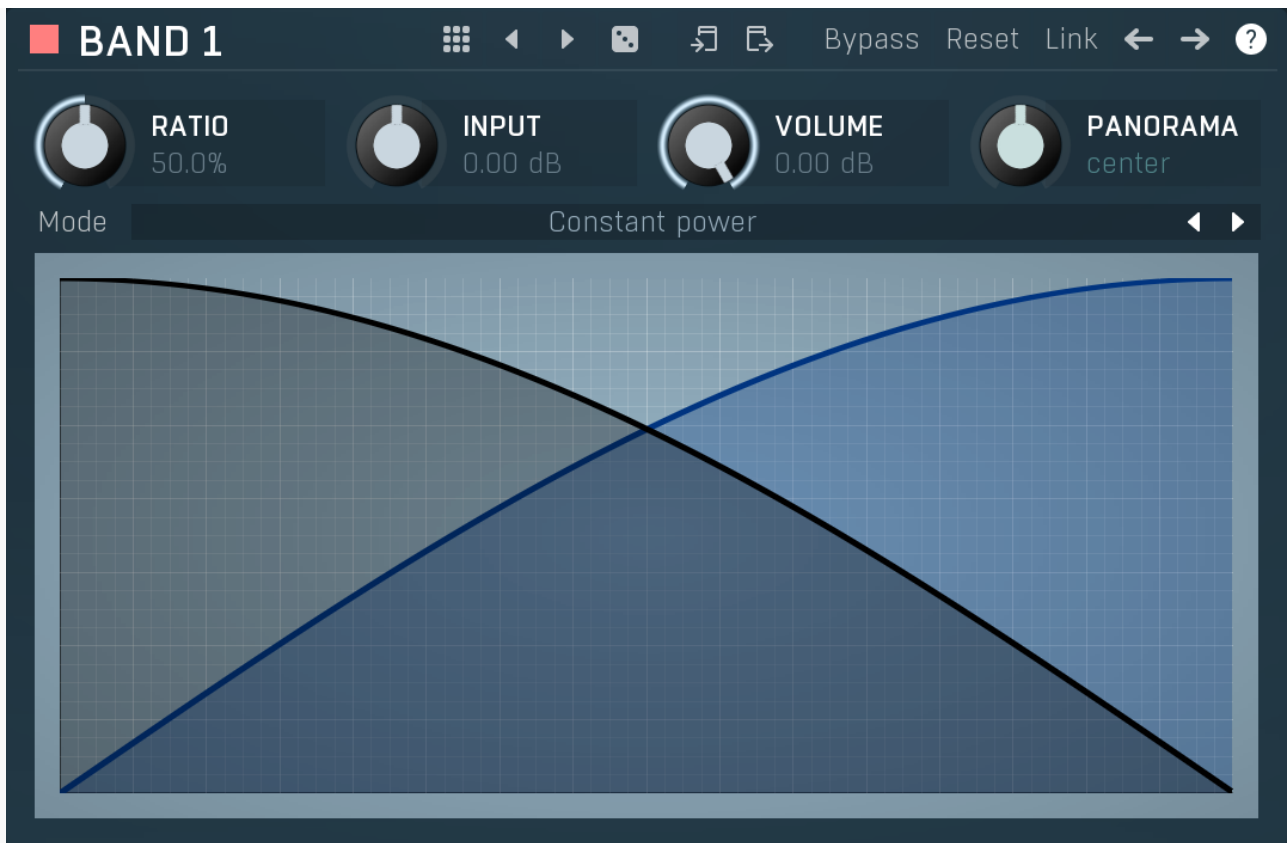 BAND 1 Bypass Reset Link ?
RATIO INPUT VOLUME PANORAMA
50.0% 0.00 dB 0.00 dB center
Mode Constant power